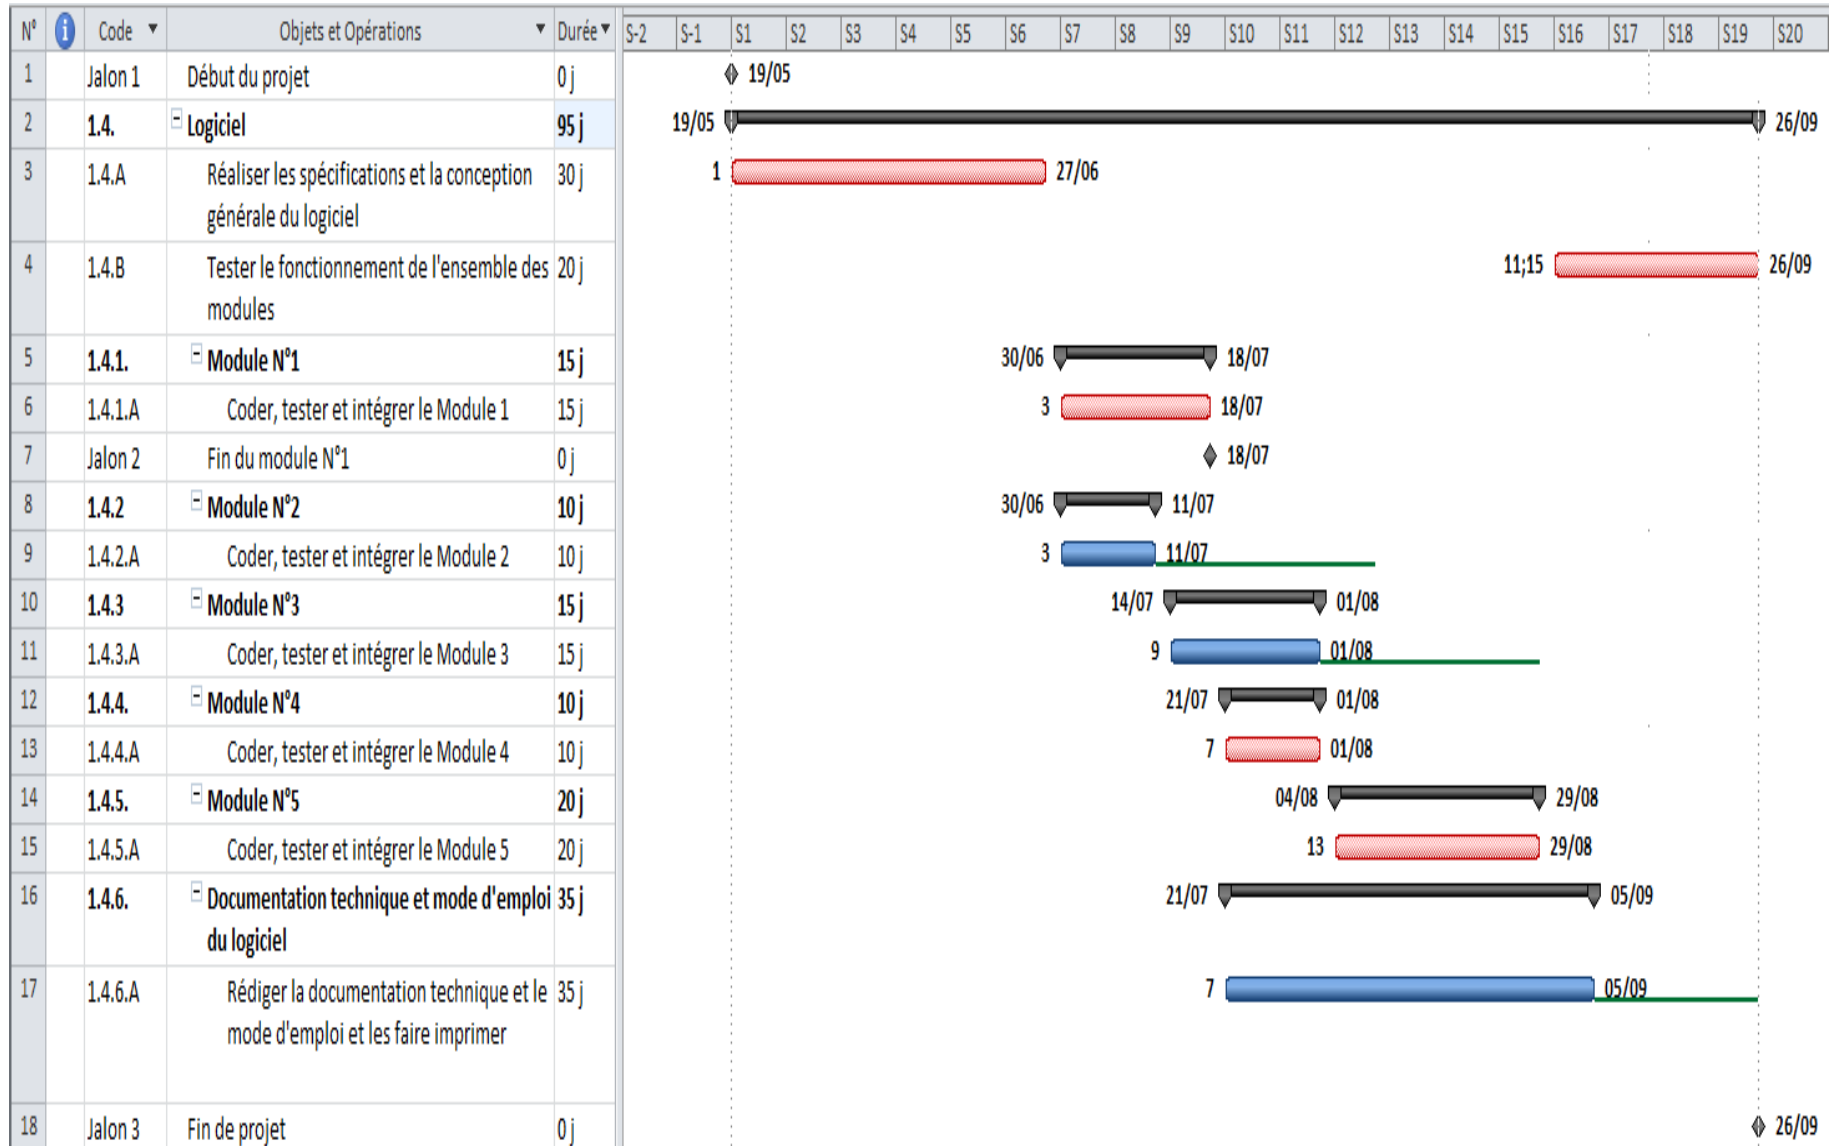 N° i Code Objets et Opérations Durée S-2 S-1 S1 S2 S3 S4 S5 S6 S7 S8 S9 S10 S11 S12 S13 S14 S15 S16 S17 S18 S19 S20
1 Jalon 1 Début du projet 0 j 19/05
2 1.4. Logiciel 95 j 19/05 26/09
3 1.4.A Réaliser les spécifications et la conception 30 j 1 27/06
générale du logiciel
4 1.4.B Tester le fonctionnement de l'ensemble des 20 j 11;15 26/09
modules
5 1.4.1. Module N°1 15 j 30/06 18/07
6 1.4.1.A Coder, tester et intégrer le Module 1 15 j 3 18/07
7 Jalon 2 Fin du module N°1 0 j 18/07
8 1.4.2 Module N°2 10 j 30/06 11/07
9 1.4.2.A Coder, tester et intégrer le Module 2 10 j 3 11/07
10 1.4.3 Module N°3 15 j 14/07 01/08
11 1.4.3.A Coder, tester et intégrer le Module 3 15 j 9 01/08
12 1.4.4. Module N°4 10 j 21/07 01/08
13 1.4.4.A Coder, tester et intégrer le Module 4 10 j 7 01/08
14 1.4.5. Module N°5 20 j 04/08 29/08
15 1.4.5.A Coder, tester et intégrer le Module 5 20 j 13 29/08
16 1.4.6. Documentation technique et mode d'emploi 35 j 21/07 05/09
du logiciel
17 1.4.6.A Rédiger la documentation technique et le 35 j 7 05/09
mode d'emploi et les faire imprimer
18 Jalon 3 Fin de projet 0 j 26/09